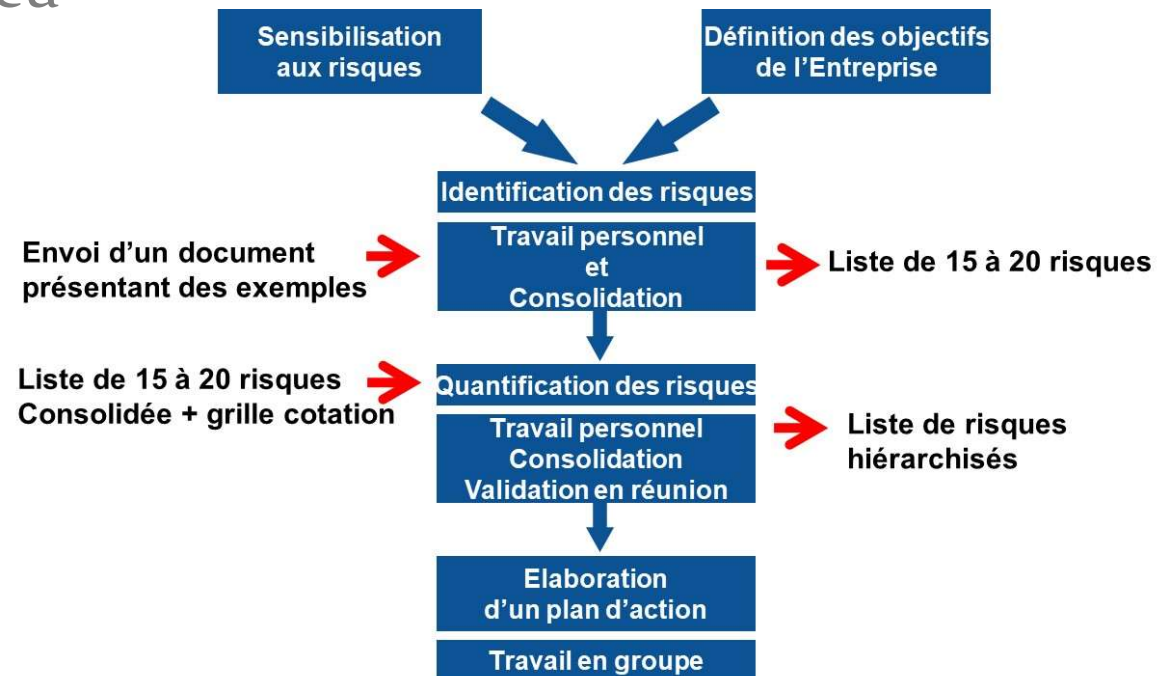 Sensibilisation
aux risques
Définition des objectifs
de l'Entreprise
Identification des risques
Envoi d'un document
présentant des exemples
Travail personnel
et
Consolidation
Liste de 15 à 20 risques
Liste de 15 à 20 risques
Consolidée + grille cotation
Quantification des risques
Travail personnel
Consolidation
Validation en réunion
Liste de risques
hiérarchisés
Elaboration
d'un plan d'action
Travail en groupe